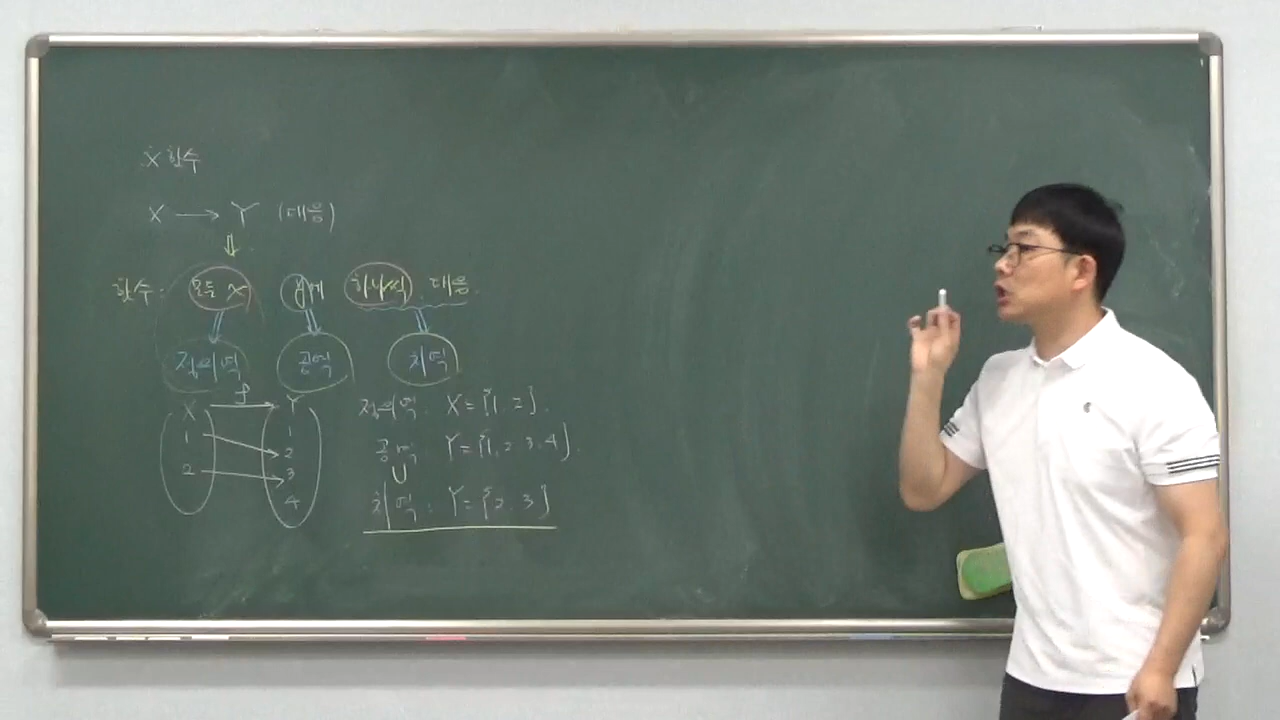 ※ 함수
X → Y (대응)
⇓
함수 : 모든 X 값에 하나씩 대응.
정의역 공역 치역
X f Y
1 1
2 2
3
4
정의역 : X = {1, 2}.
공역 Y = {1, 2, 3, 4}.
∪
치역 : Y = {2, 3}